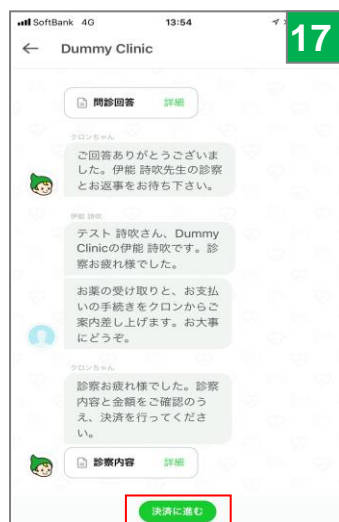 SoftBank 4G 13:54
17
← Dummy Clinic
問診回答 詳細
クロンちゃん
ご回答ありがとうございま
した。伊能 詩吹先生の診察
とお返事をお待ち下さい。
伊能 詩吹
テスト 詩吹さん、Dummy
Clinicの伊能 詩吹です。診
察お疲れ様でした。
お薬の受け取りと、お支払
いの手続きをクロンからご
案内差し上げます。お大事
にどうぞ。
クロンちゃん
診察お疲れ様でした。診察
内容と金額をご確認のう
え、決済を行ってくださ
い。
診察内容 詳細
決済に進む